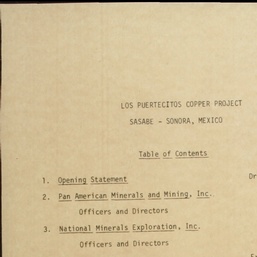 LOS PUERTECITOS COPPER PROJECT
SASABE - SONORA, MEXICO
Table of Contents
1. Opening Statement
2. Pan American Minerals and Mining, Inc.
Officers and Directors
3. National Minerals Exploration, Inc.
Officers and Directors